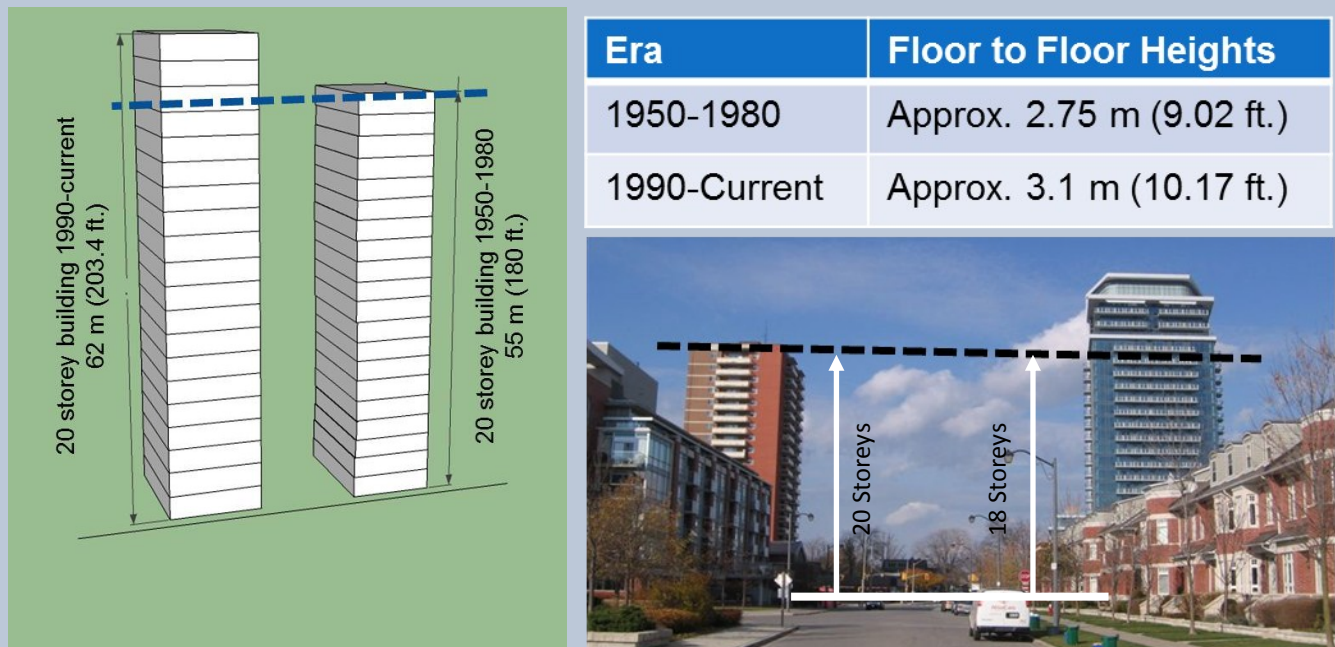 20 storey building 1990-current
62 m (203.4 ft.)
20 storey building 1950-1980
55 m (180 ft.)
Era Floor to Floor Heights
1950-1980 Approx. 2.75 m (9.02 ft.)
1990-Current Approx. 3.1 m (10.17 ft.)
20 Storeys
18 Storeys